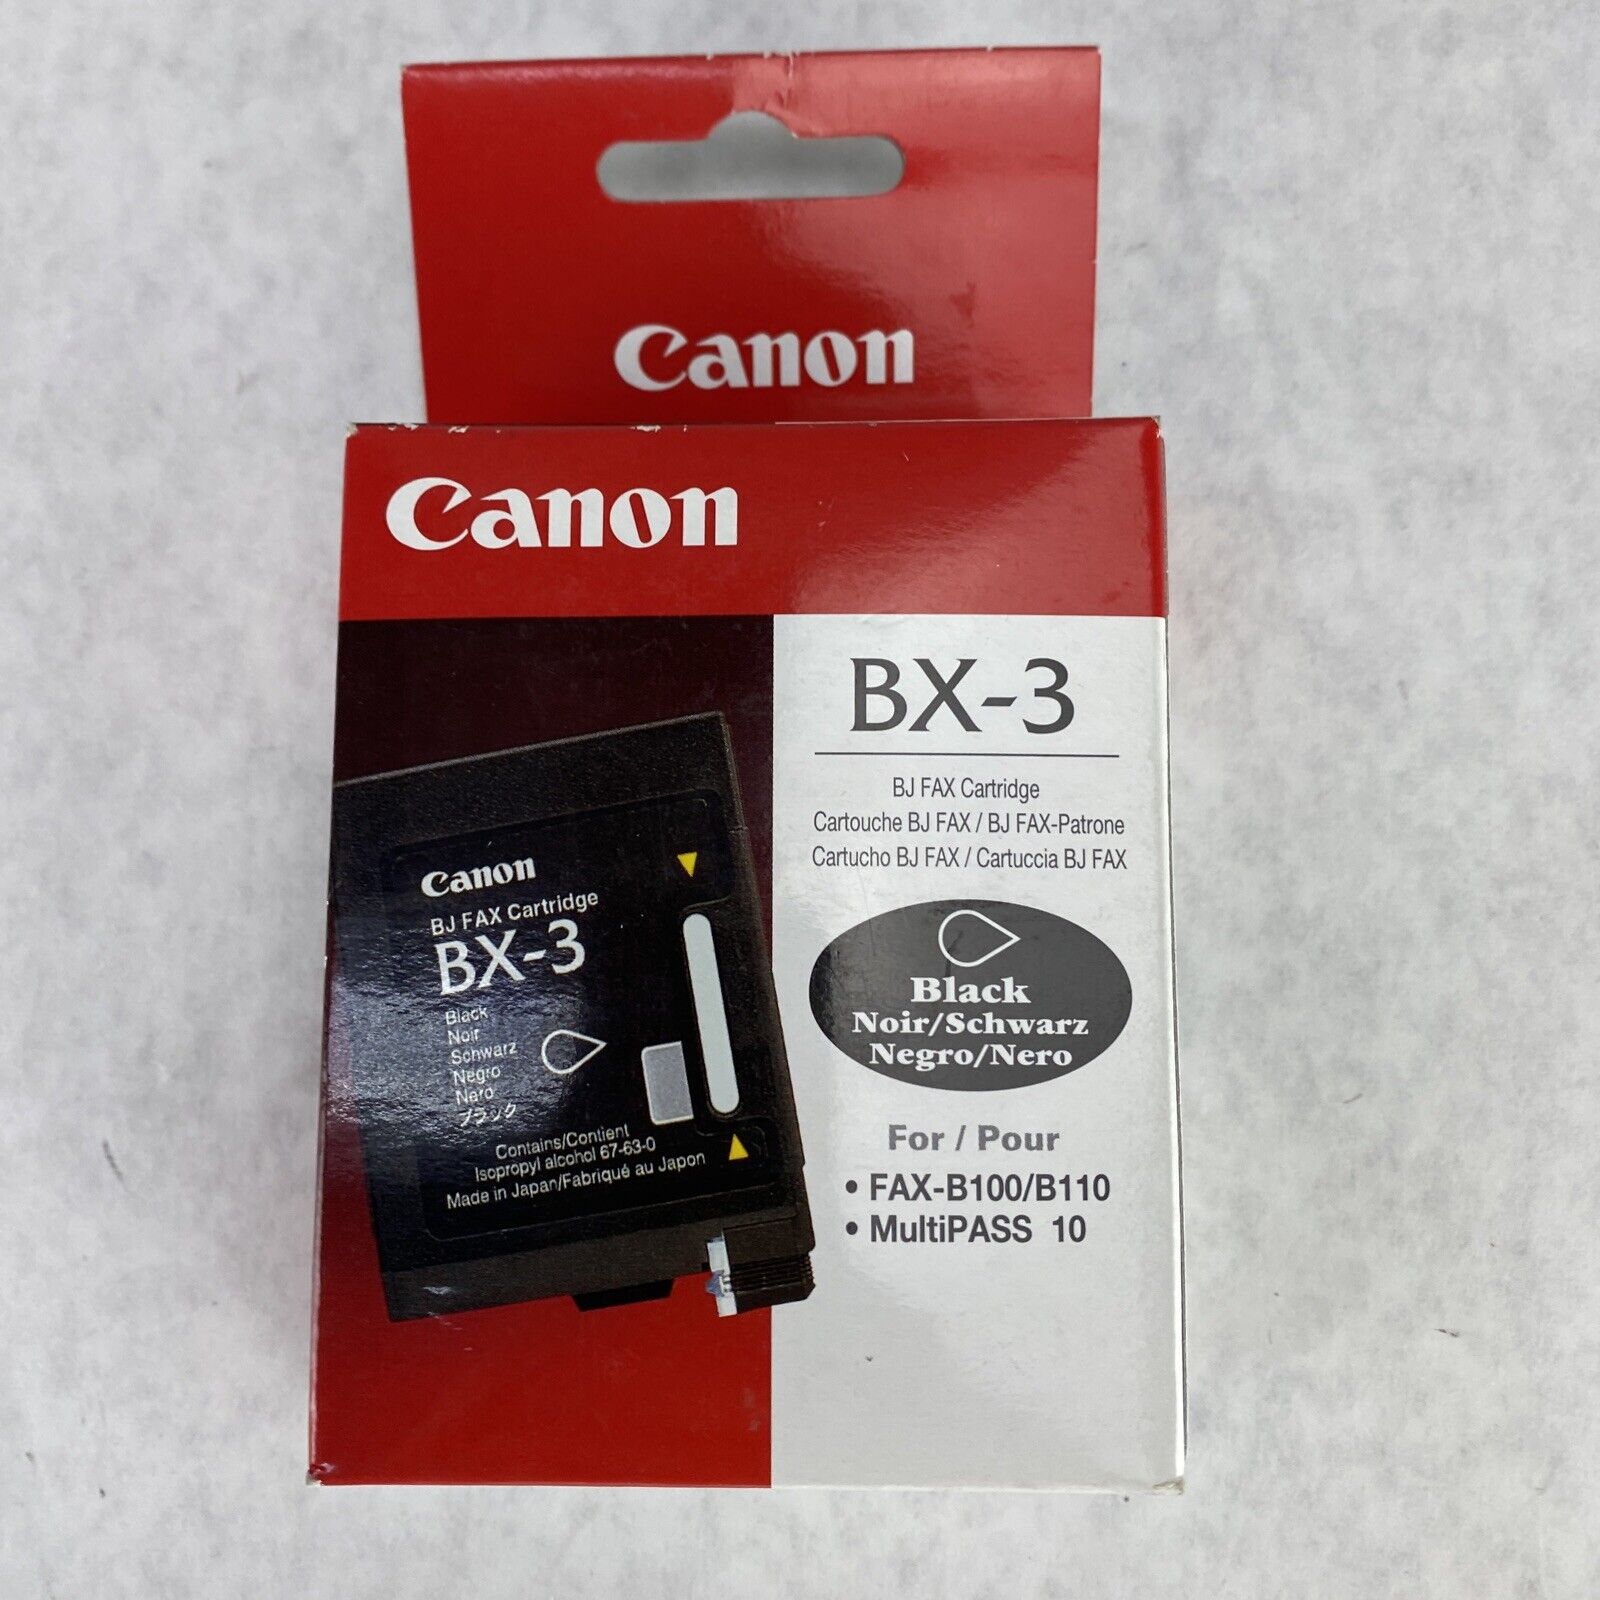 Canon
Canon
BX-3
BJ FAX Cartridge
Cartouche BJ FAX / BJ FAX-Patrone
Cartucho BJ FAX / Cartuccia BJ FAX
Black
Noir/Schwarz
Negro/Nero
For / Pour
• FAX-B100/B110
• MultiPASS 10
Canon
BJ FAX Cartridge
BX-3
Black
Noir
Schwarz
Negro
Nero
ブラック
Contains/Contient
Isopropyl alcohol 67-63-0
Made in Japan/Fabriqué au Japon